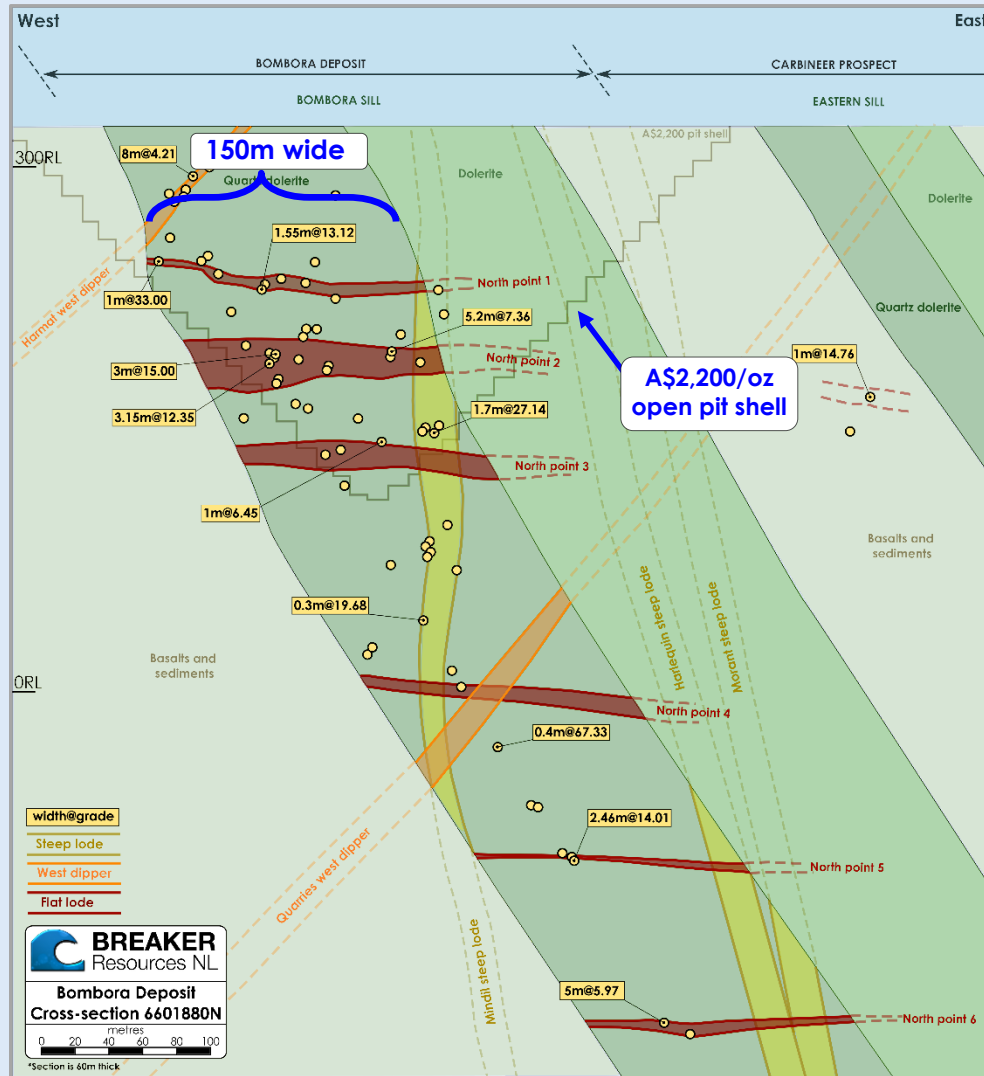 West
East
BOMBORA DEPOSIT
CARBINEER PROSPECT
BOMBORA SILL
EASTERN SILL
A$2,200 pit shell
300RL
8m@4.21
150m wide
Quartz dolerite
Dolerite
Dolerite
1.55m@13.12
North point 1
1m@33.00
Harmat west dipper
5.2m@7.36
Quartz dolerite
North point 2
1m@14.76
3m@15.00
A$2,200/oz
open pit shell
3.15m@12.35
1.7m@27.14
North point 3
1m@6.45
Basalts and
sediments
Harlequin steep lode
Morant steep lode
0.3m@19.68
Basalts and
sediments
0RL
North point 4
0.4m@67.33
2.46m@14.01
North point 5
Quarries west dipper
Mindil steep lode
5m@5.97
North point 6
width@grade
Steep lode
West dipper
Flat lode
BREAKER
Resources NL
Bombora Deposit
Cross-section 6601880N
metres
0 20 40 60 80 100
*Section is 60m thick